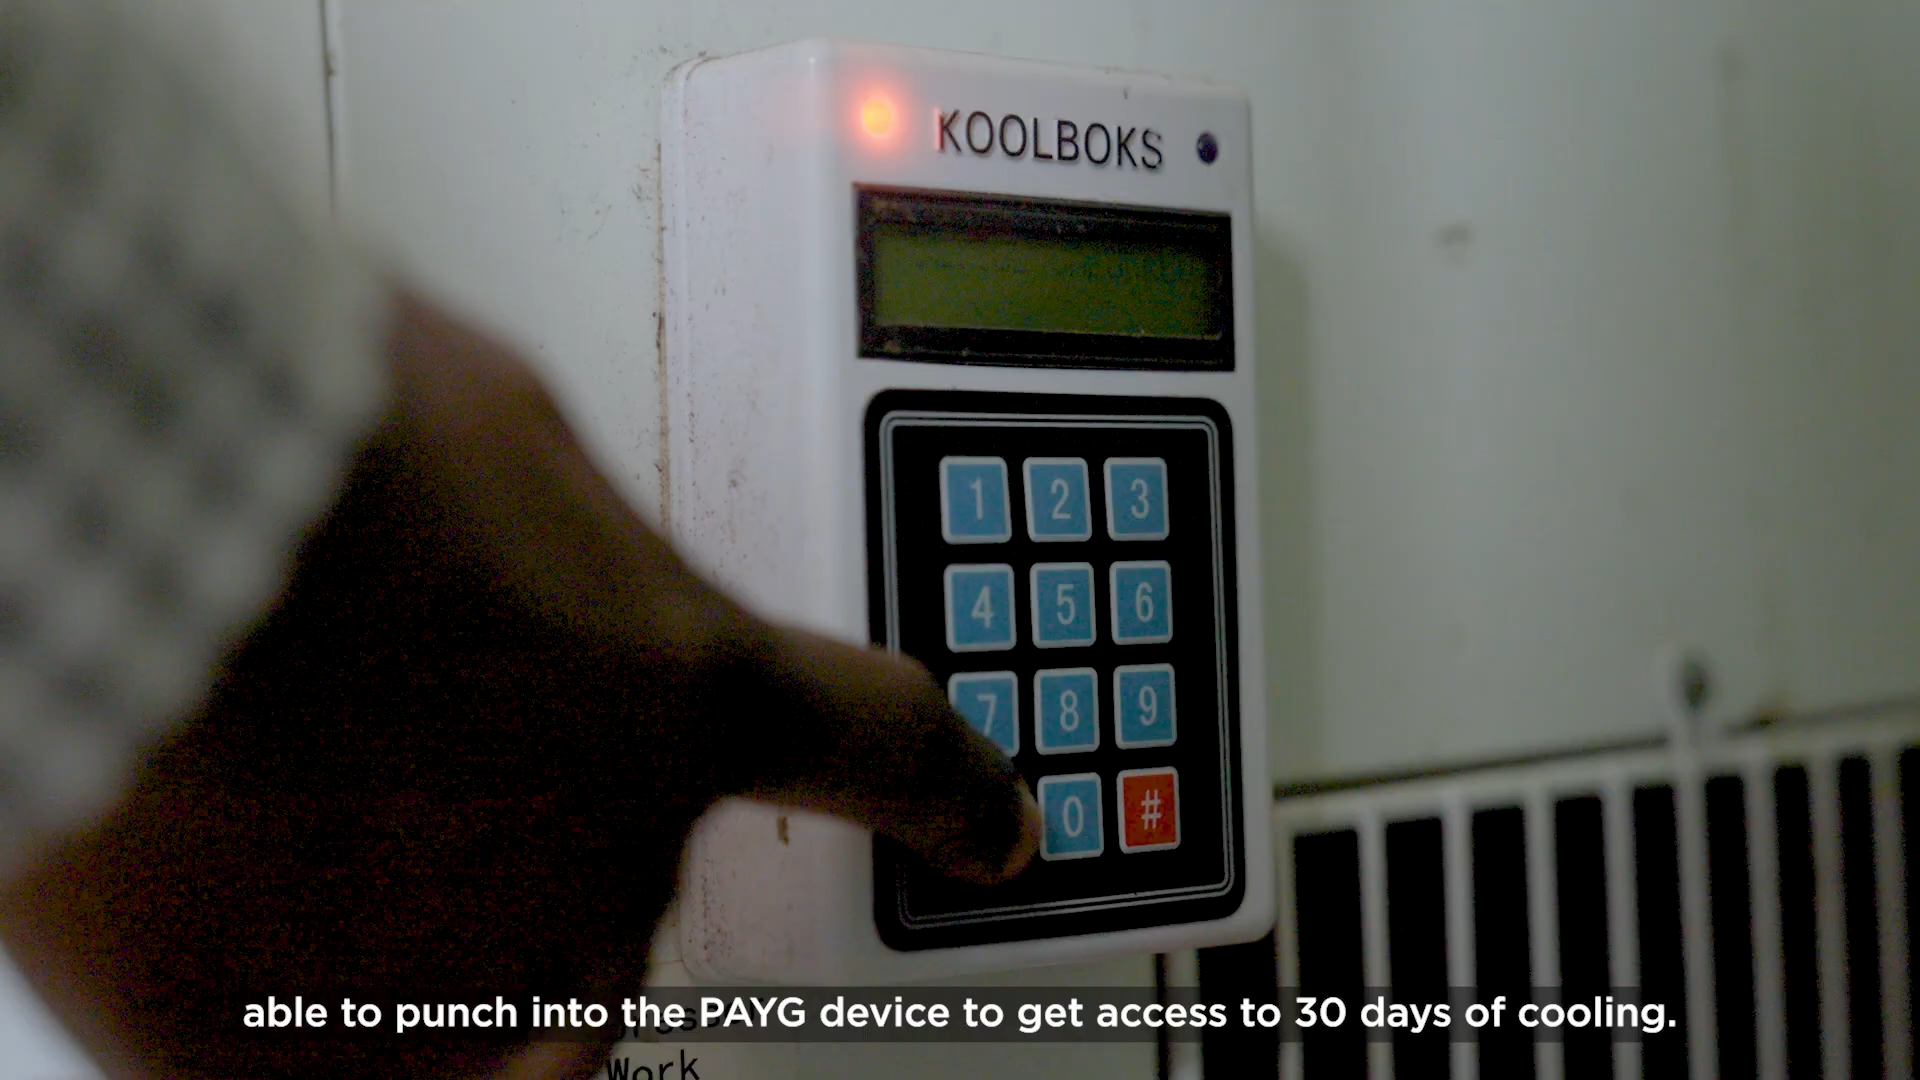 KOOLBOKS
1 2 3
4 5 6
7 8 9
0 #
able to punch into the PAYG device to get access to 30 days of cooling.
Work